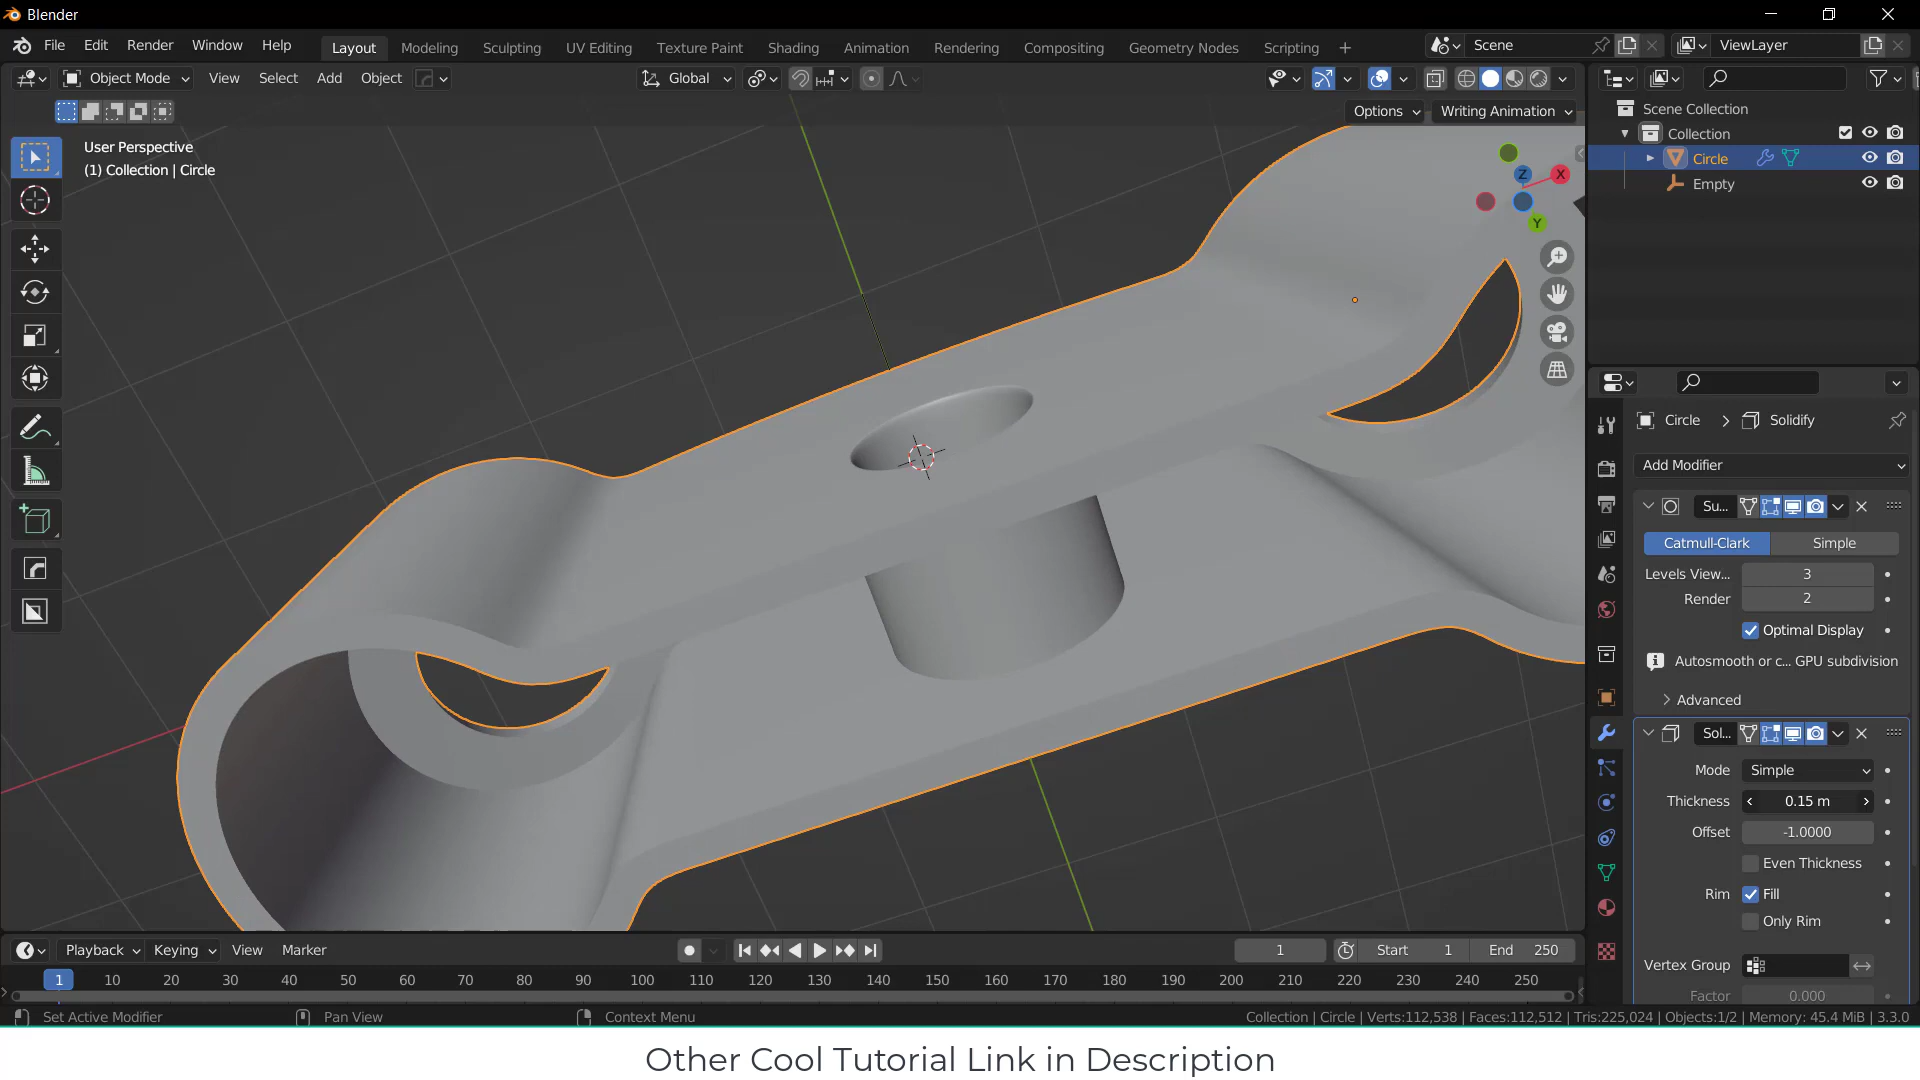 Blender
File Edit Render Window Help
Layout Modeling Sculpting UV Editing Texture Paint Shading Animation Rendering Compositing Geometry Nodes Scripting +
Scene
ViewLayer
Object Mode View Select Add Object
Global
Options Writing Animation
User Perspective
(1) Collection | Circle
Z X
Y
Scene Collection
Collection
Circle
Empty
Circle > Solidify
Add Modifier
Su...
Catmull-Clark Simple
Levels View... 3
Render 2
Optimal Display
Autosmooth or c... GPU subdivision
Advanced
Sol...
Mode Simple
Thickness 0.15 m
Offset -1.0000
Even Thickness
Rim Fill
Only Rim
Vertex Group
Factor 0.000
Playback Keying View Marker
1 Start 1 End 250
1 10 20 30 40 50 60 70 80 90 100 110 120 130 140 150 160 170 180 190 200 210 220 230 240 250
Set Active Modifier Pan View Context Menu
Collection | Circle | Verts:112,538 | Faces:112,512 | Tris:225,024 | Objects:1/2 | Memory: 45.4 MiB | 3.3.0
Other Cool Tutorial Link in Description